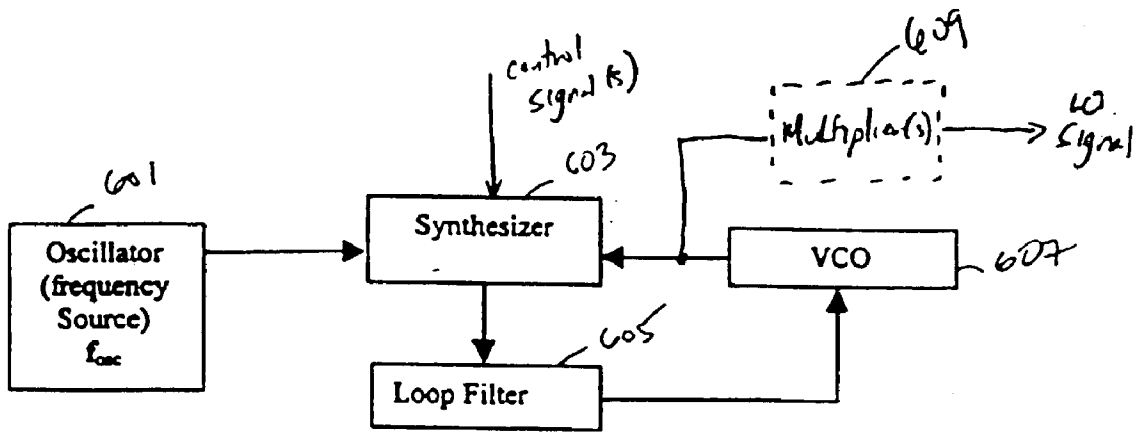 609
control
signal(s)
Multiplier(s)
LO
Signal
603
601
Synthesizer
Oscillator
(frequency
Source)
fosc
VCO
607
605
Loop Filter